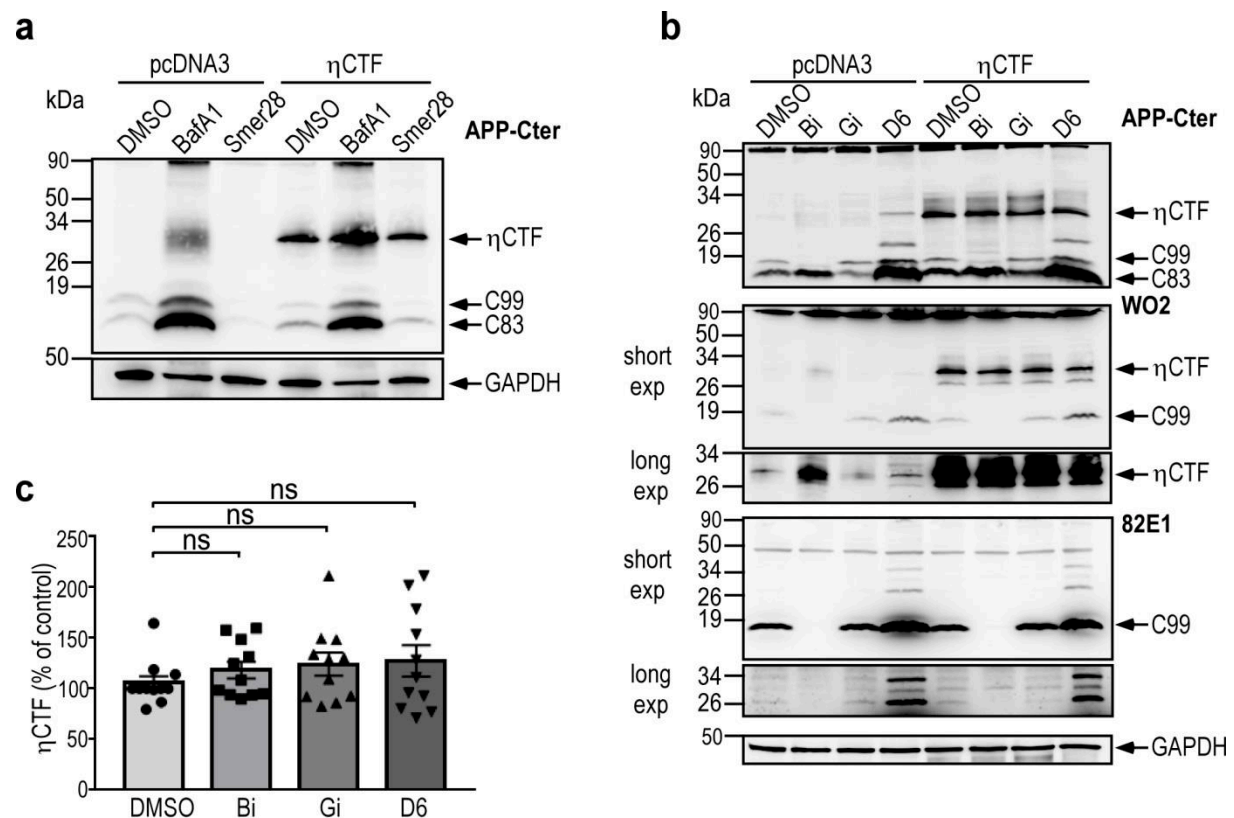 a
pcDNA3 ηCTF
kDa DMSO BafA1 Smer28 DMSO BafA1 Smer28 APP-Cter
90
50
34
ηCTF
26
19
C99
C83
50
GAPDH
b
pcDNA3 ηCTF
kDa DMSO Bi Gi D6 DMSO Bi Gi D6 APP-Cter
90
50
34
ηCTF
26
19
C99
C83
90
WO2
50
short exp
34
ηCTF
26
19
C99
long exp
34
ηCTF
26
90
82E1
50
short exp
34
26
19
C99
long exp
34
26
50
GAPDH
c
ns
ns
ns
ηCTF (% of control)
250
200
150
100
50
0
DMSO Bi Gi D6